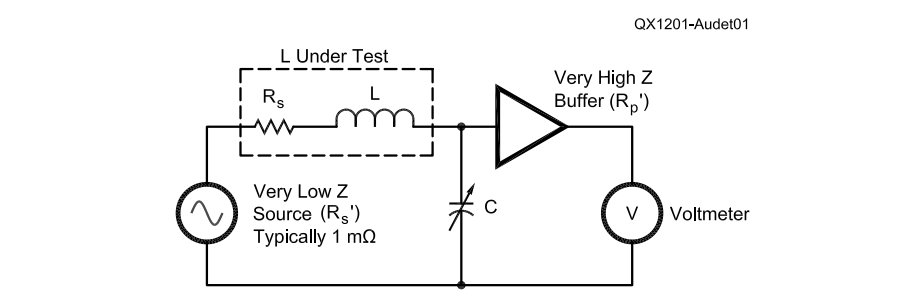 QX1201-Audet01
L Under Test
Rs
L
Very High Z
Buffer (Rp')
Very Low Z
Source (Rs')
Typically 1 mΩ
C
V
Voltmeter